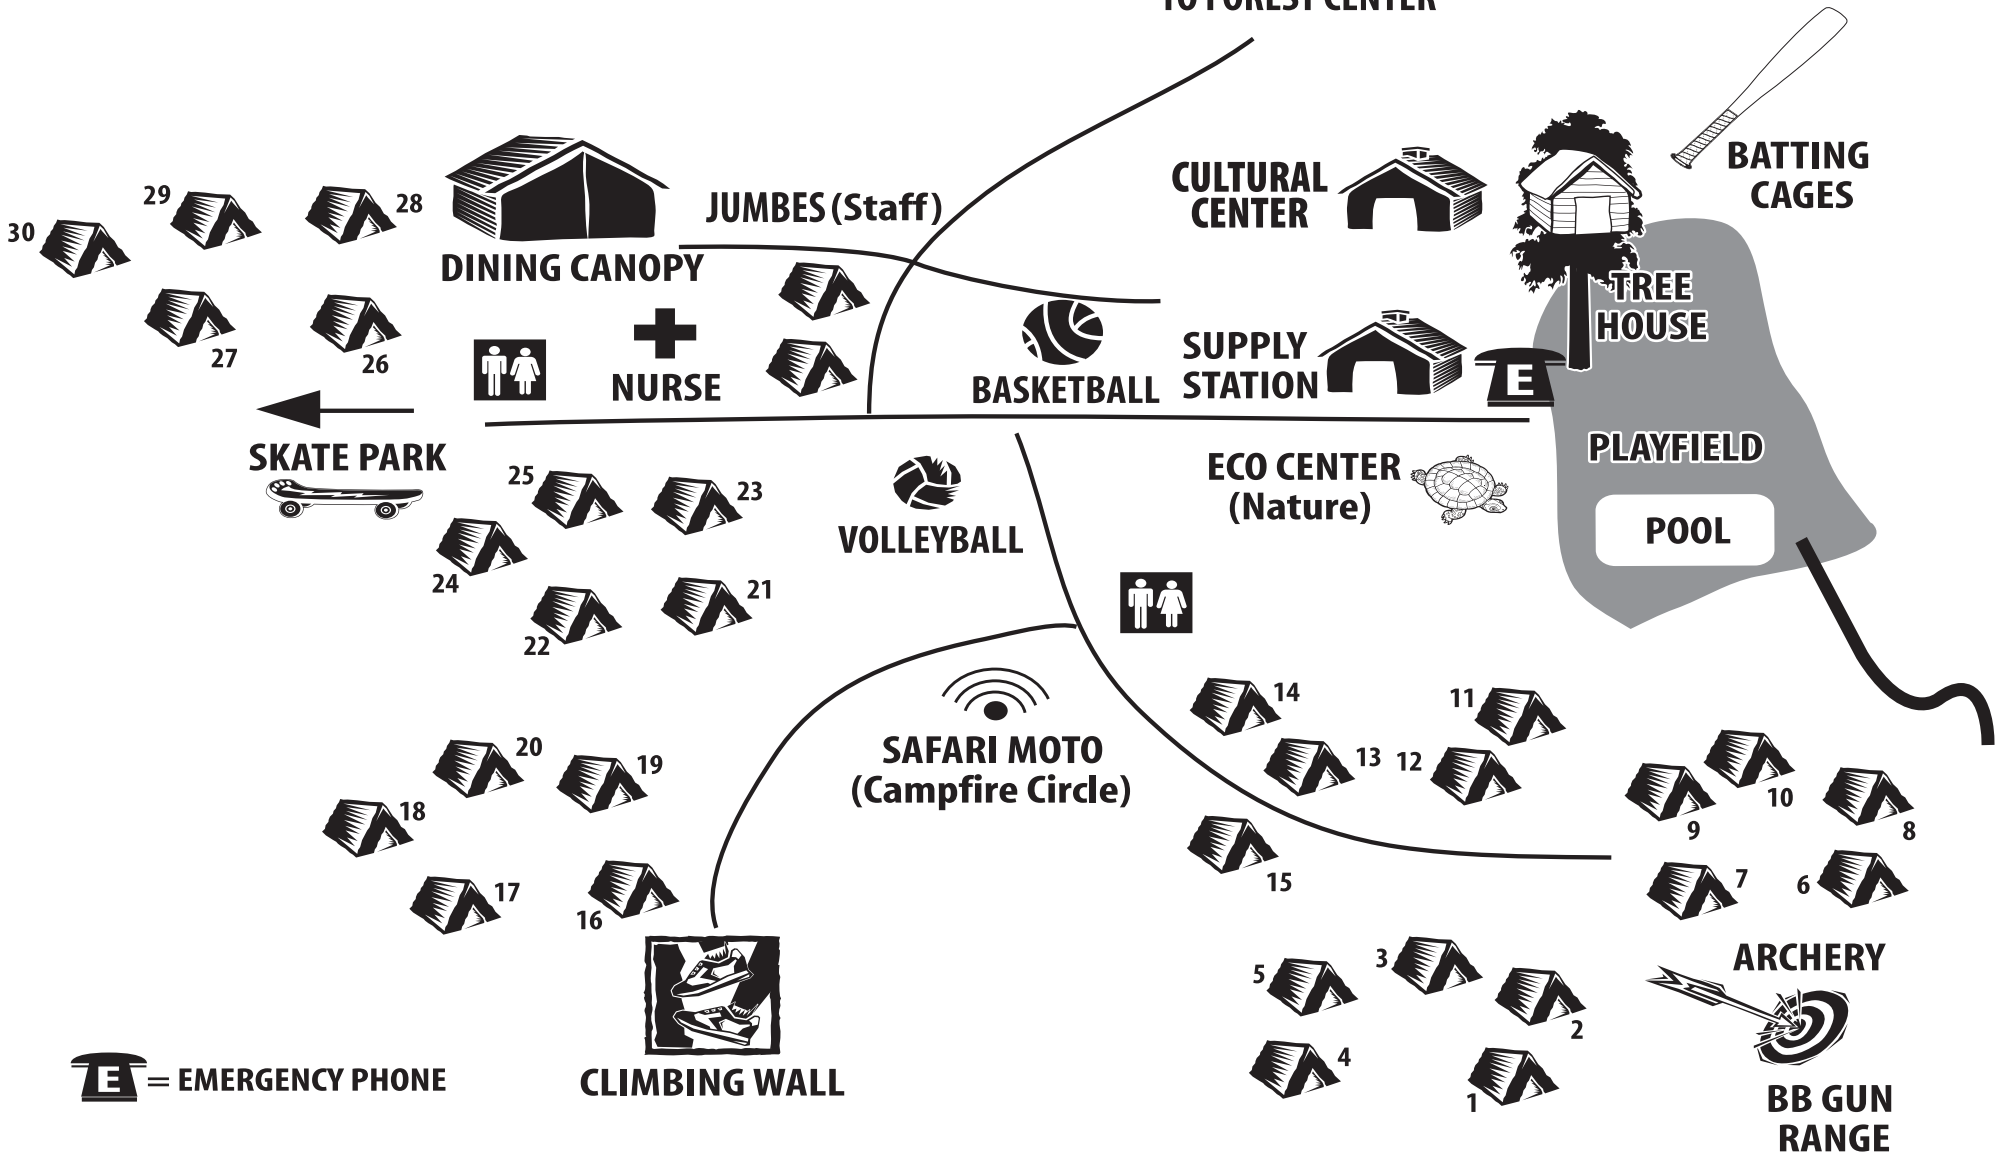 TO FOREST CENTER
BATTING
CAGES
CULTURAL
CENTER
29
28
30
JUMBES (Staff)
DINING CANOPY
TREE
HOUSE
27
26
NURSE
BASKETBALL
SUPPLY
STATION
E
SKATE PARK
PLAYFIELD
25
23
ECO CENTER
(Nature)
VOLLEYBALL
POOL
24
22
21
14
11
SAFARI MOTO
(Campfire Circle)
20
19
13
12
18
10
9
8
17
16
15
7
6
ARCHERY
5
3
2
4
1
E = EMERGENCY PHONE
CLIMBING WALL
BB GUN
RANGE